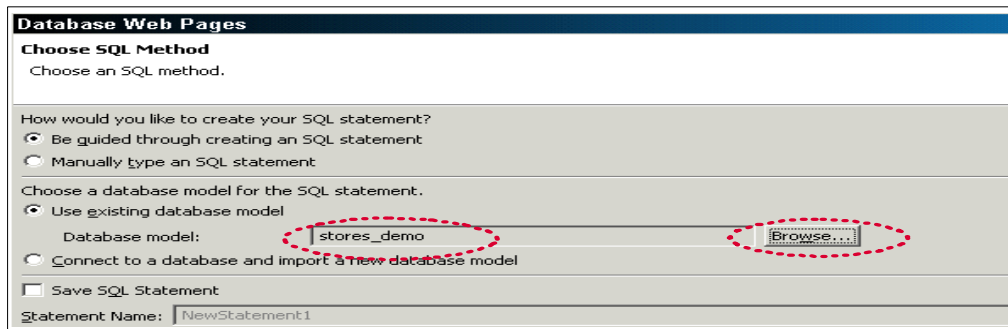 Database Web Pages
Choose SQL Method
Choose an SQL method.
How would you like to create your SQL statement?
Be guided through creating an SQL statement
Manually type an SQL statement
Choose a database model for the SQL statement.
Use existing database model
Database model: stores_demo Browse...
Connect to a database and import a new database model
Save SQL Statement
Statement Name: NewStatement1